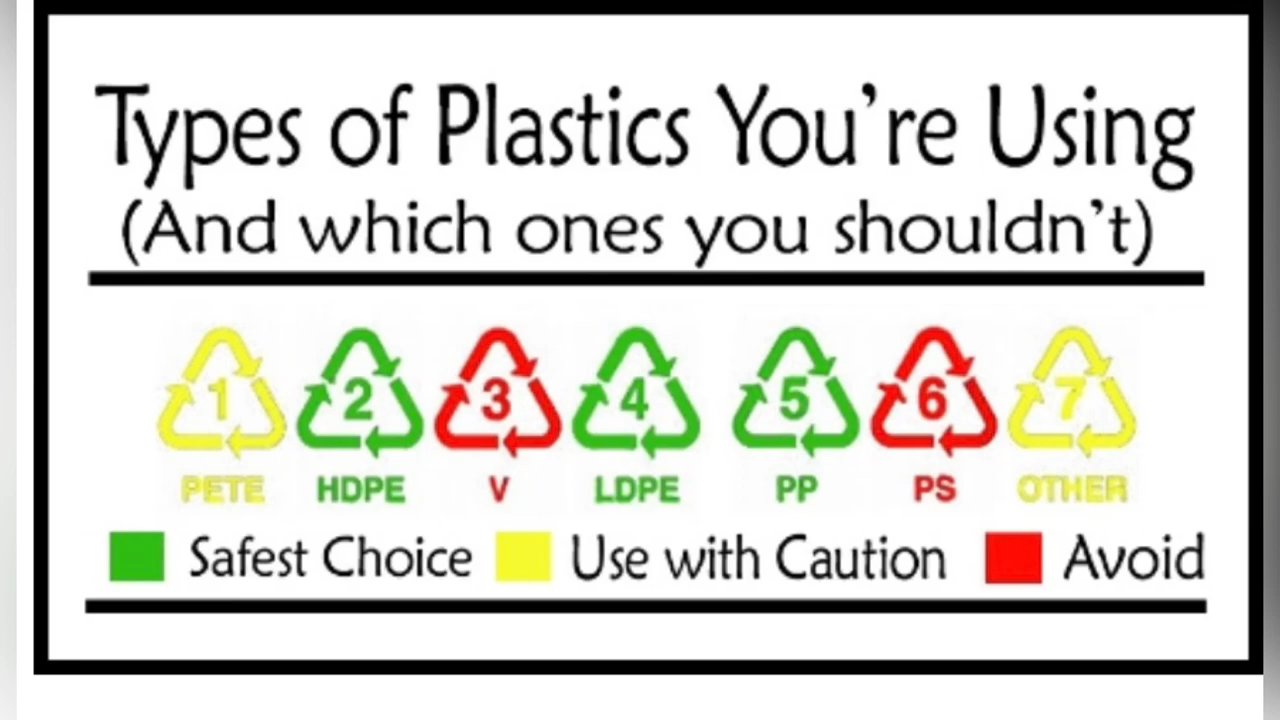 Types of Plastics You're Using
(And which ones you shouldn't)
1 2 3 4 5 6 7
PETE HDPE V LDPE PP PS OTHER
Safest Choice Use with Caution Avoid